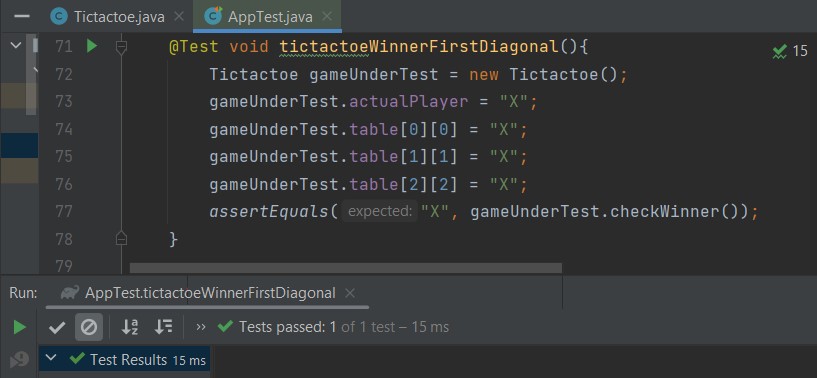 Tictactoe.java AppTest.java
71 @Test void tictactoeWinnerFirstDiagonal(){
15
72 Tictactoe gameUnderTest = new Tictactoe();
73 gameUnderTest.actualPlayer = "X";
74 gameUnderTest.table[0][0] = "X";
75 gameUnderTest.table[1][1] = "X";
76 gameUnderTest.table[2][2] = "X";
77 assertEquals( expected: "X", gameUnderTest.checkWinner());
78 }
79
Run: AppTest.tictactoeWinnerFirstDiagonal
Tests passed: 1 of 1 test – 15 ms
Test Results 15 ms